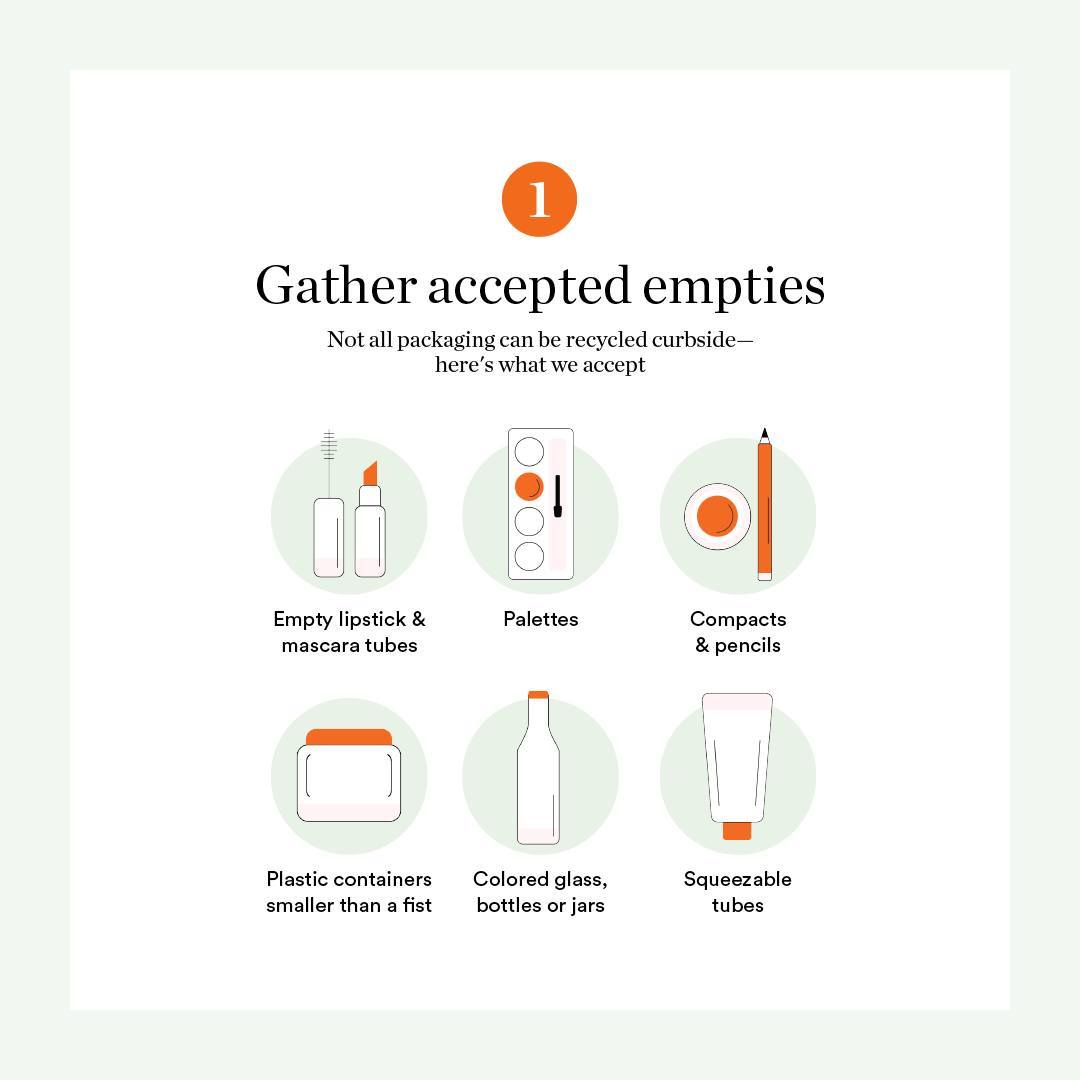 1
Gather accepted empties
Not all packaging can be recycled curbside—
here's what we accept
Empty lipstick &
mascara tubes
Palettes
Compacts
& pencils
Plastic containers
smaller than a fist
Colored glass,
bottles or jars
Squeezable
tubes